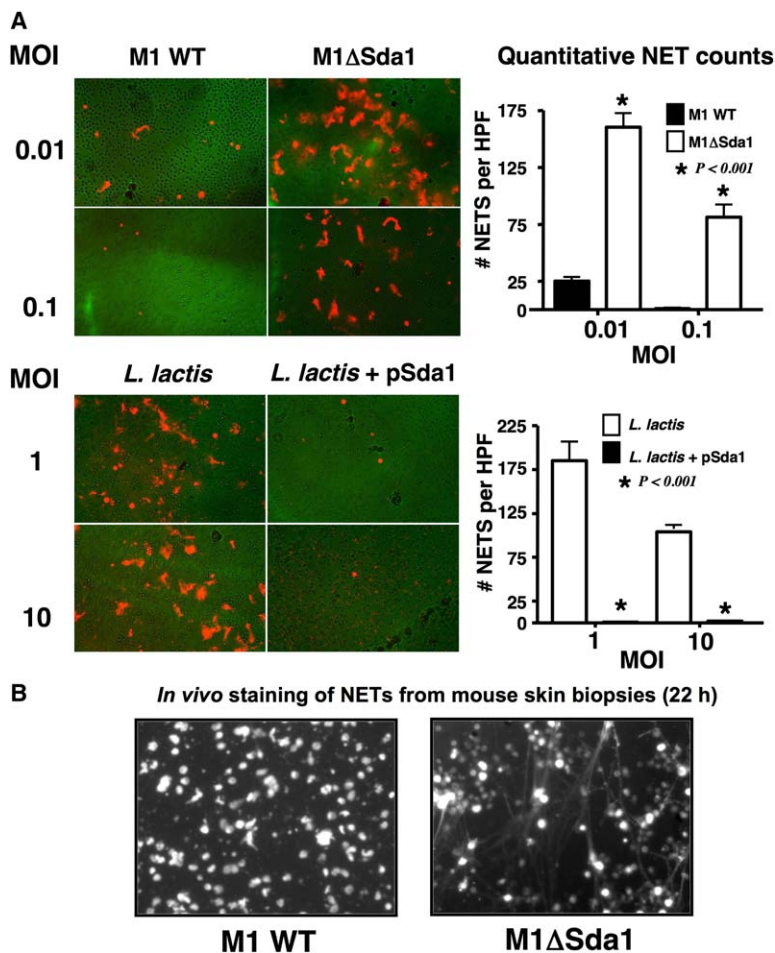 A
MOI
M1 WT
M1ΔSda1
0.01
0.1
Quantitative NET counts
# NETS per HPF
175
125
75
25
0
M1 WT
M1ΔSda1
* P < 0.001
*
*
0.01
0.1
MOI
MOI
L. lactis
L. lactis + pSda1
1
10
# NETS per HPF
225
175
125
75
25
0
L. lactis
L. lactis + pSda1
* P < 0.001
*
*
1
10
MOI
B
In vivo staining of NETs from mouse skin biopsies (22 h)
M1 WT
M1ΔSda1